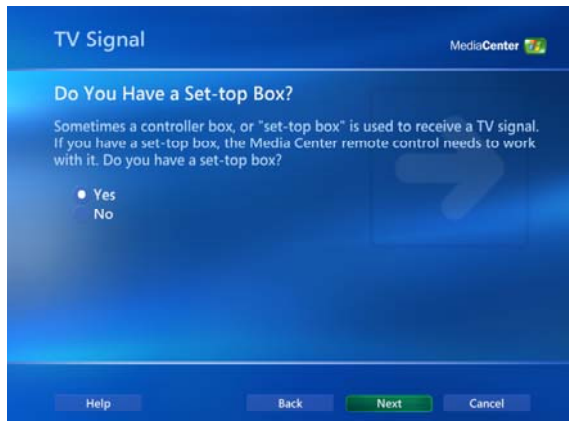 TV Signal
MediaCenter
Do You Have a Set-top Box?
Sometimes a controller box, or "set-top box" is used to receive a TV signal.
If you have a set-top box, the Media Center remote control needs to work
with it. Do you have a set-top box?
Yes
No
Help Back Next Cancel